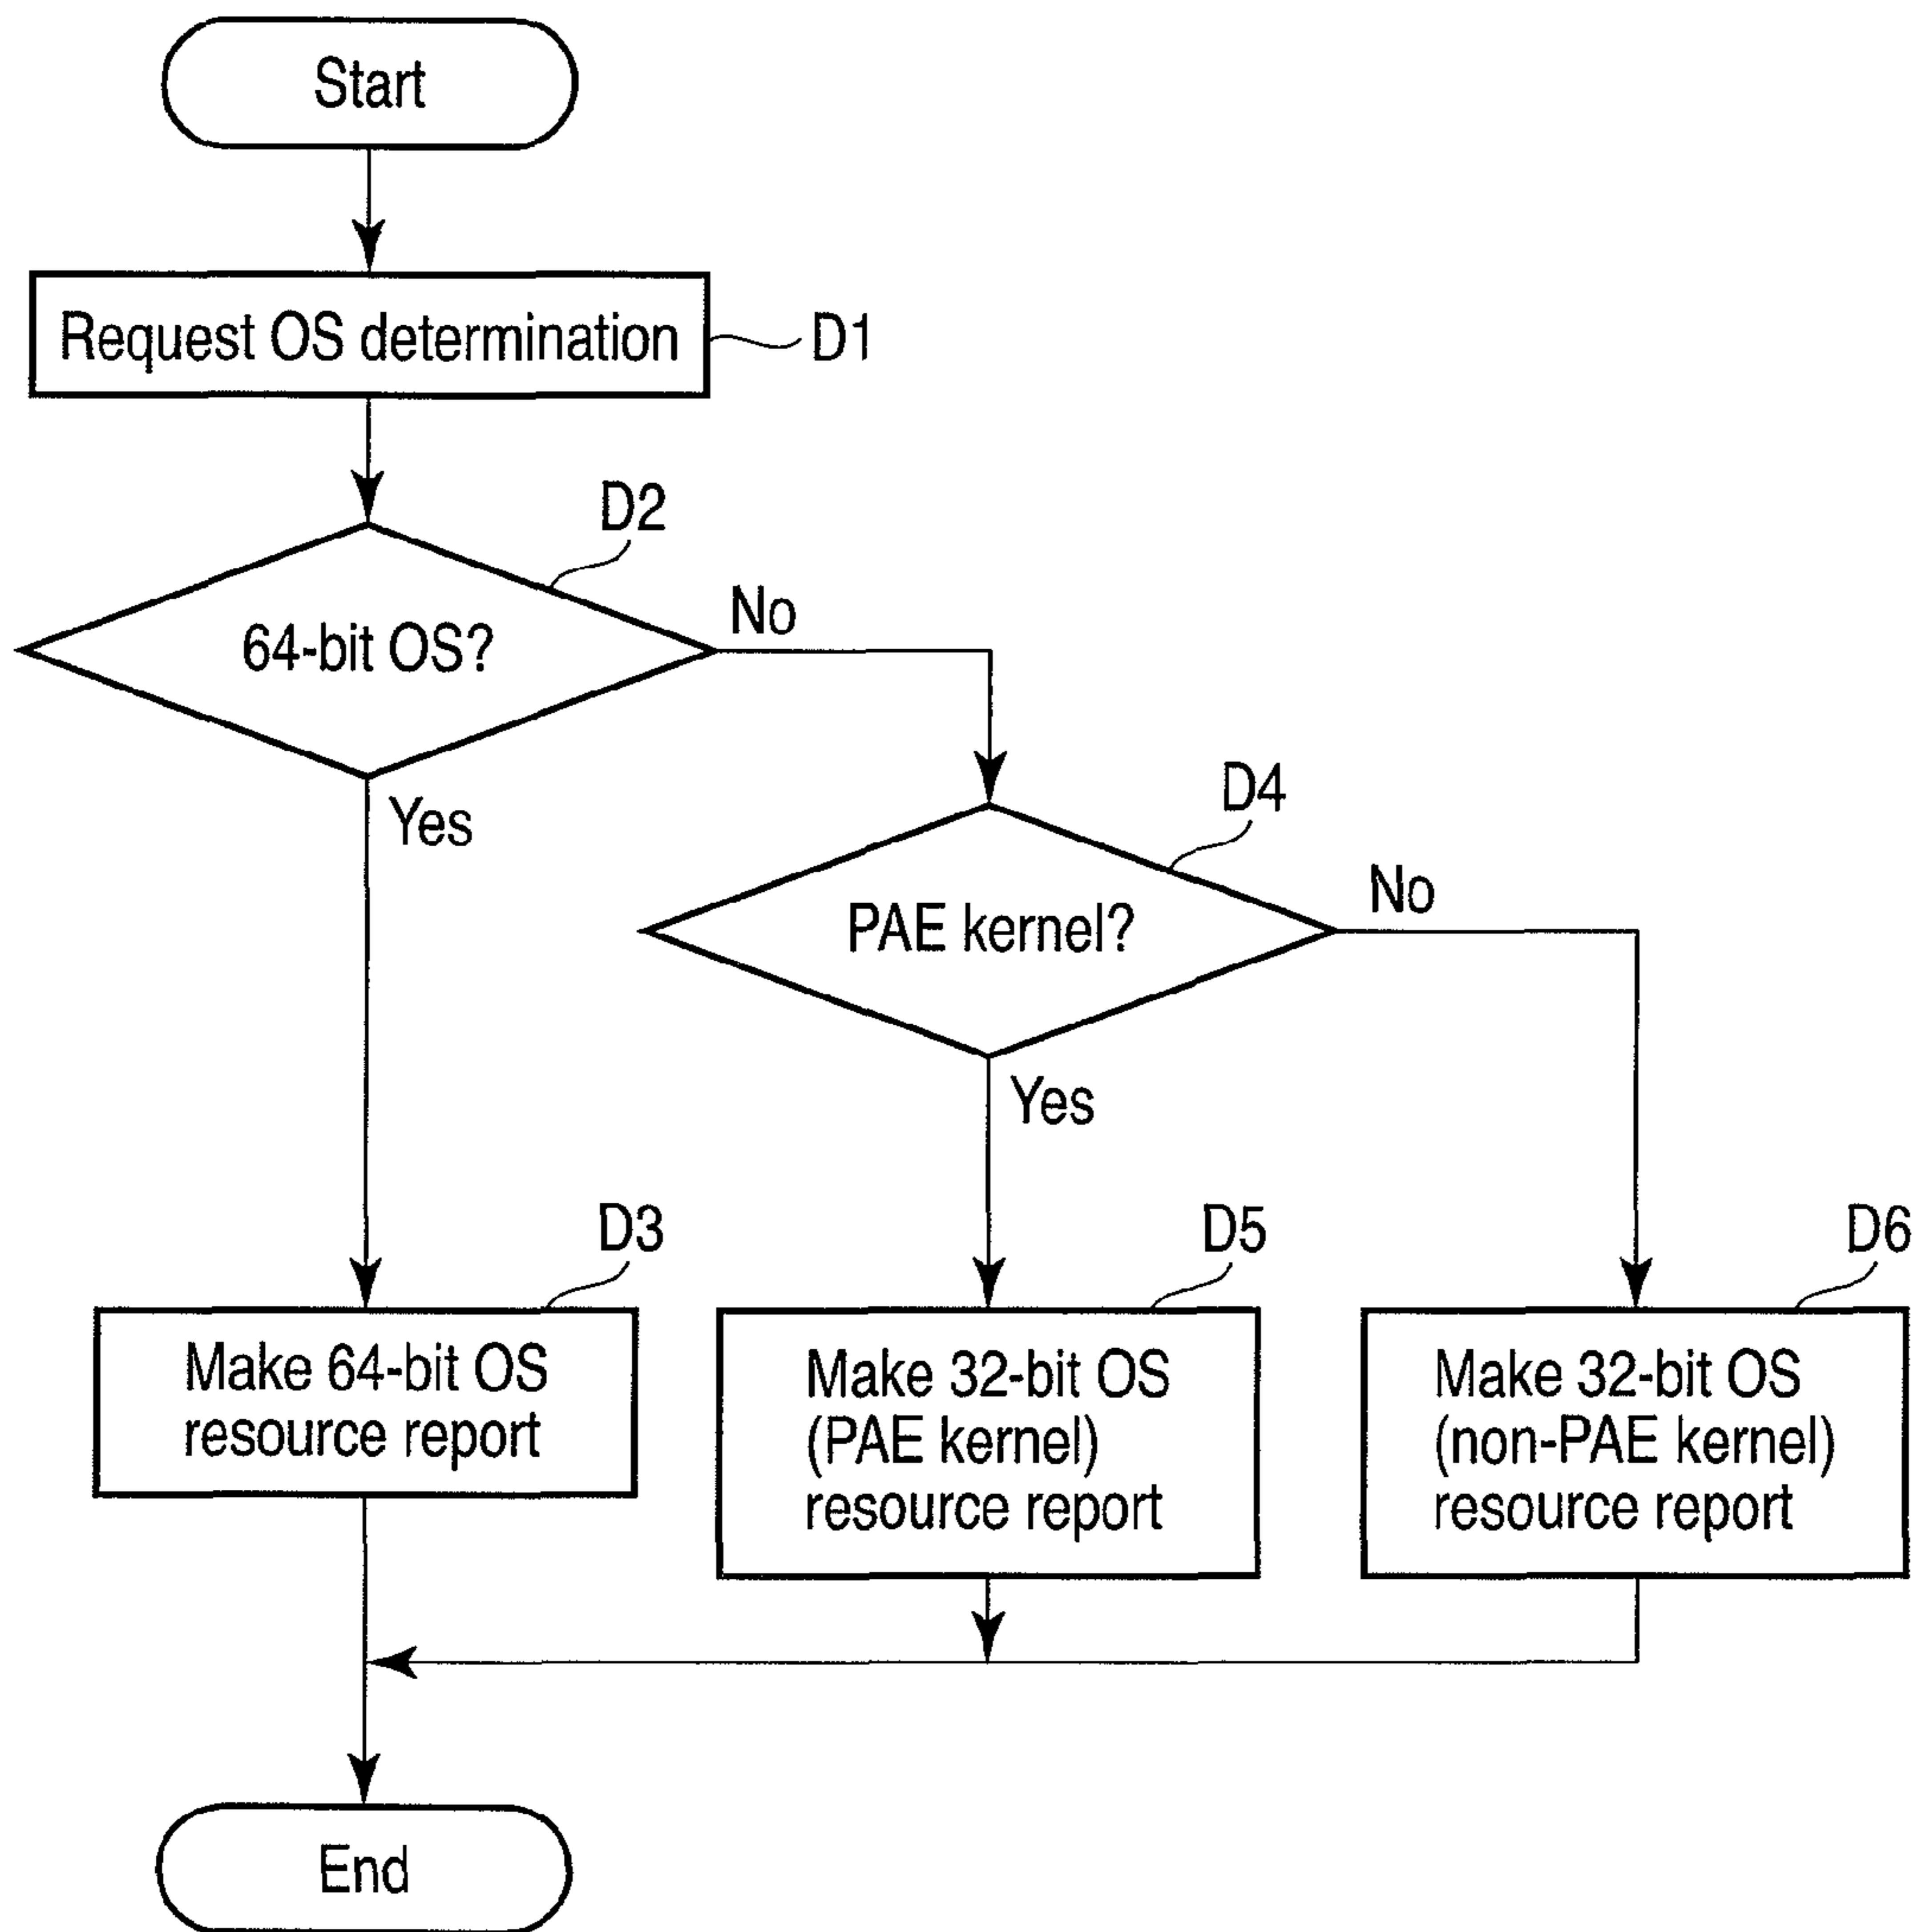 Start
Request OS determination
D1
D2
64-bit OS?
No
Yes
D4
PAE kernel?
No
Yes
D3
Make 64-bit OS
resource report
D5
Make 32-bit OS
(PAE kernel)
resource report
D6
Make 32-bit OS
(non-PAE kernel)
resource report
End